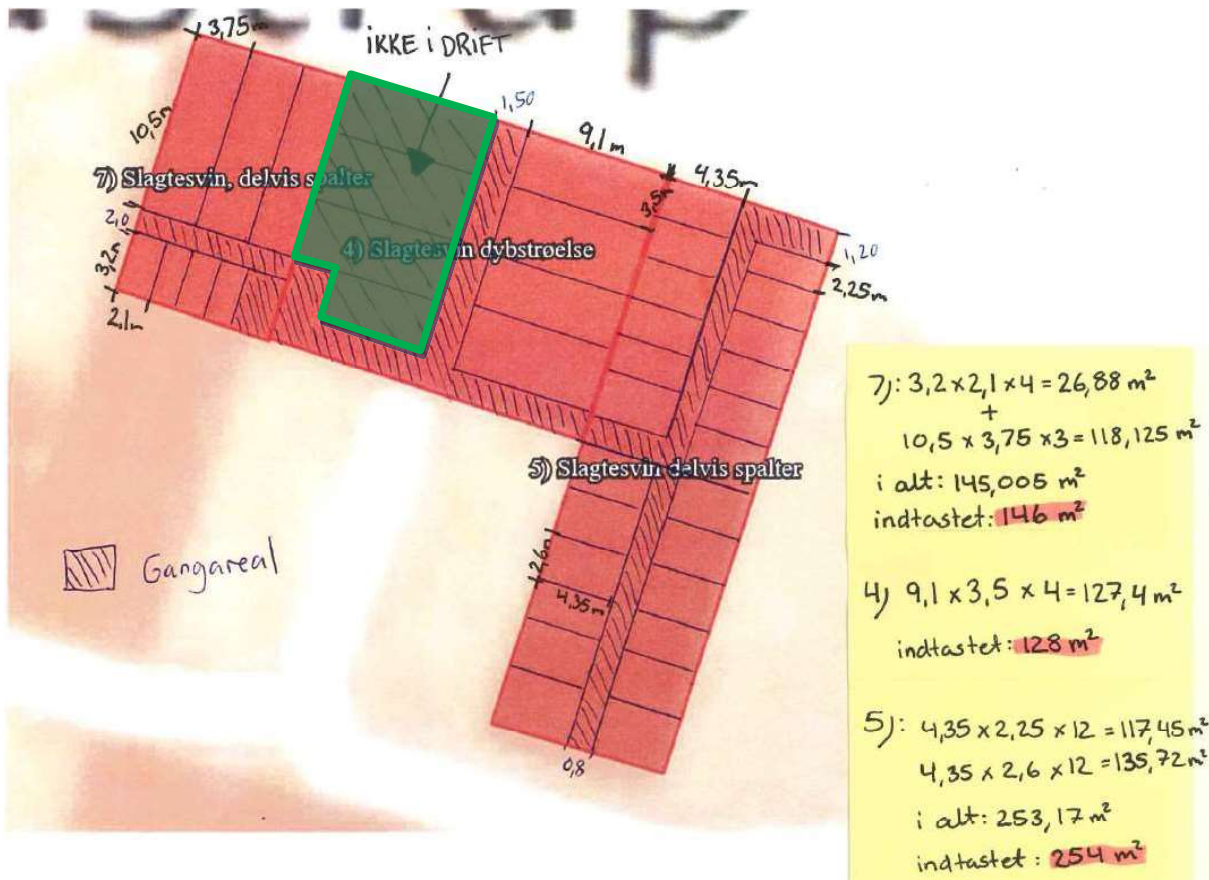 3,75m
IKKE i DRIFT
1,50
10,5m
9,1m
4,35m
7) Slagtesvin, delvis spalter
3,5m
2,0
4) Slagtesvin dybstrøelse
1,20
3,2m
2,25m
2,1m
5) Slagtesvin delvis spalter
Gangareal
2,6m
4,35m
0,8
7): 3,2 x 2,1 x 4 = 26,88 m²
+
10,5 x 3,75 x 3 = 118,125 m²
i alt: 145,005 m²
indtastet: 146 m²
4) 9,1 x 3,5 x 4 = 127,4 m²
indtastet: 128 m²
5): 4,35 x 2,25 x 12 = 117,45 m²
4,35 x 2,6 x 12 = 135,72 m²
i alt: 253,17 m²
indtastet: 254 m²